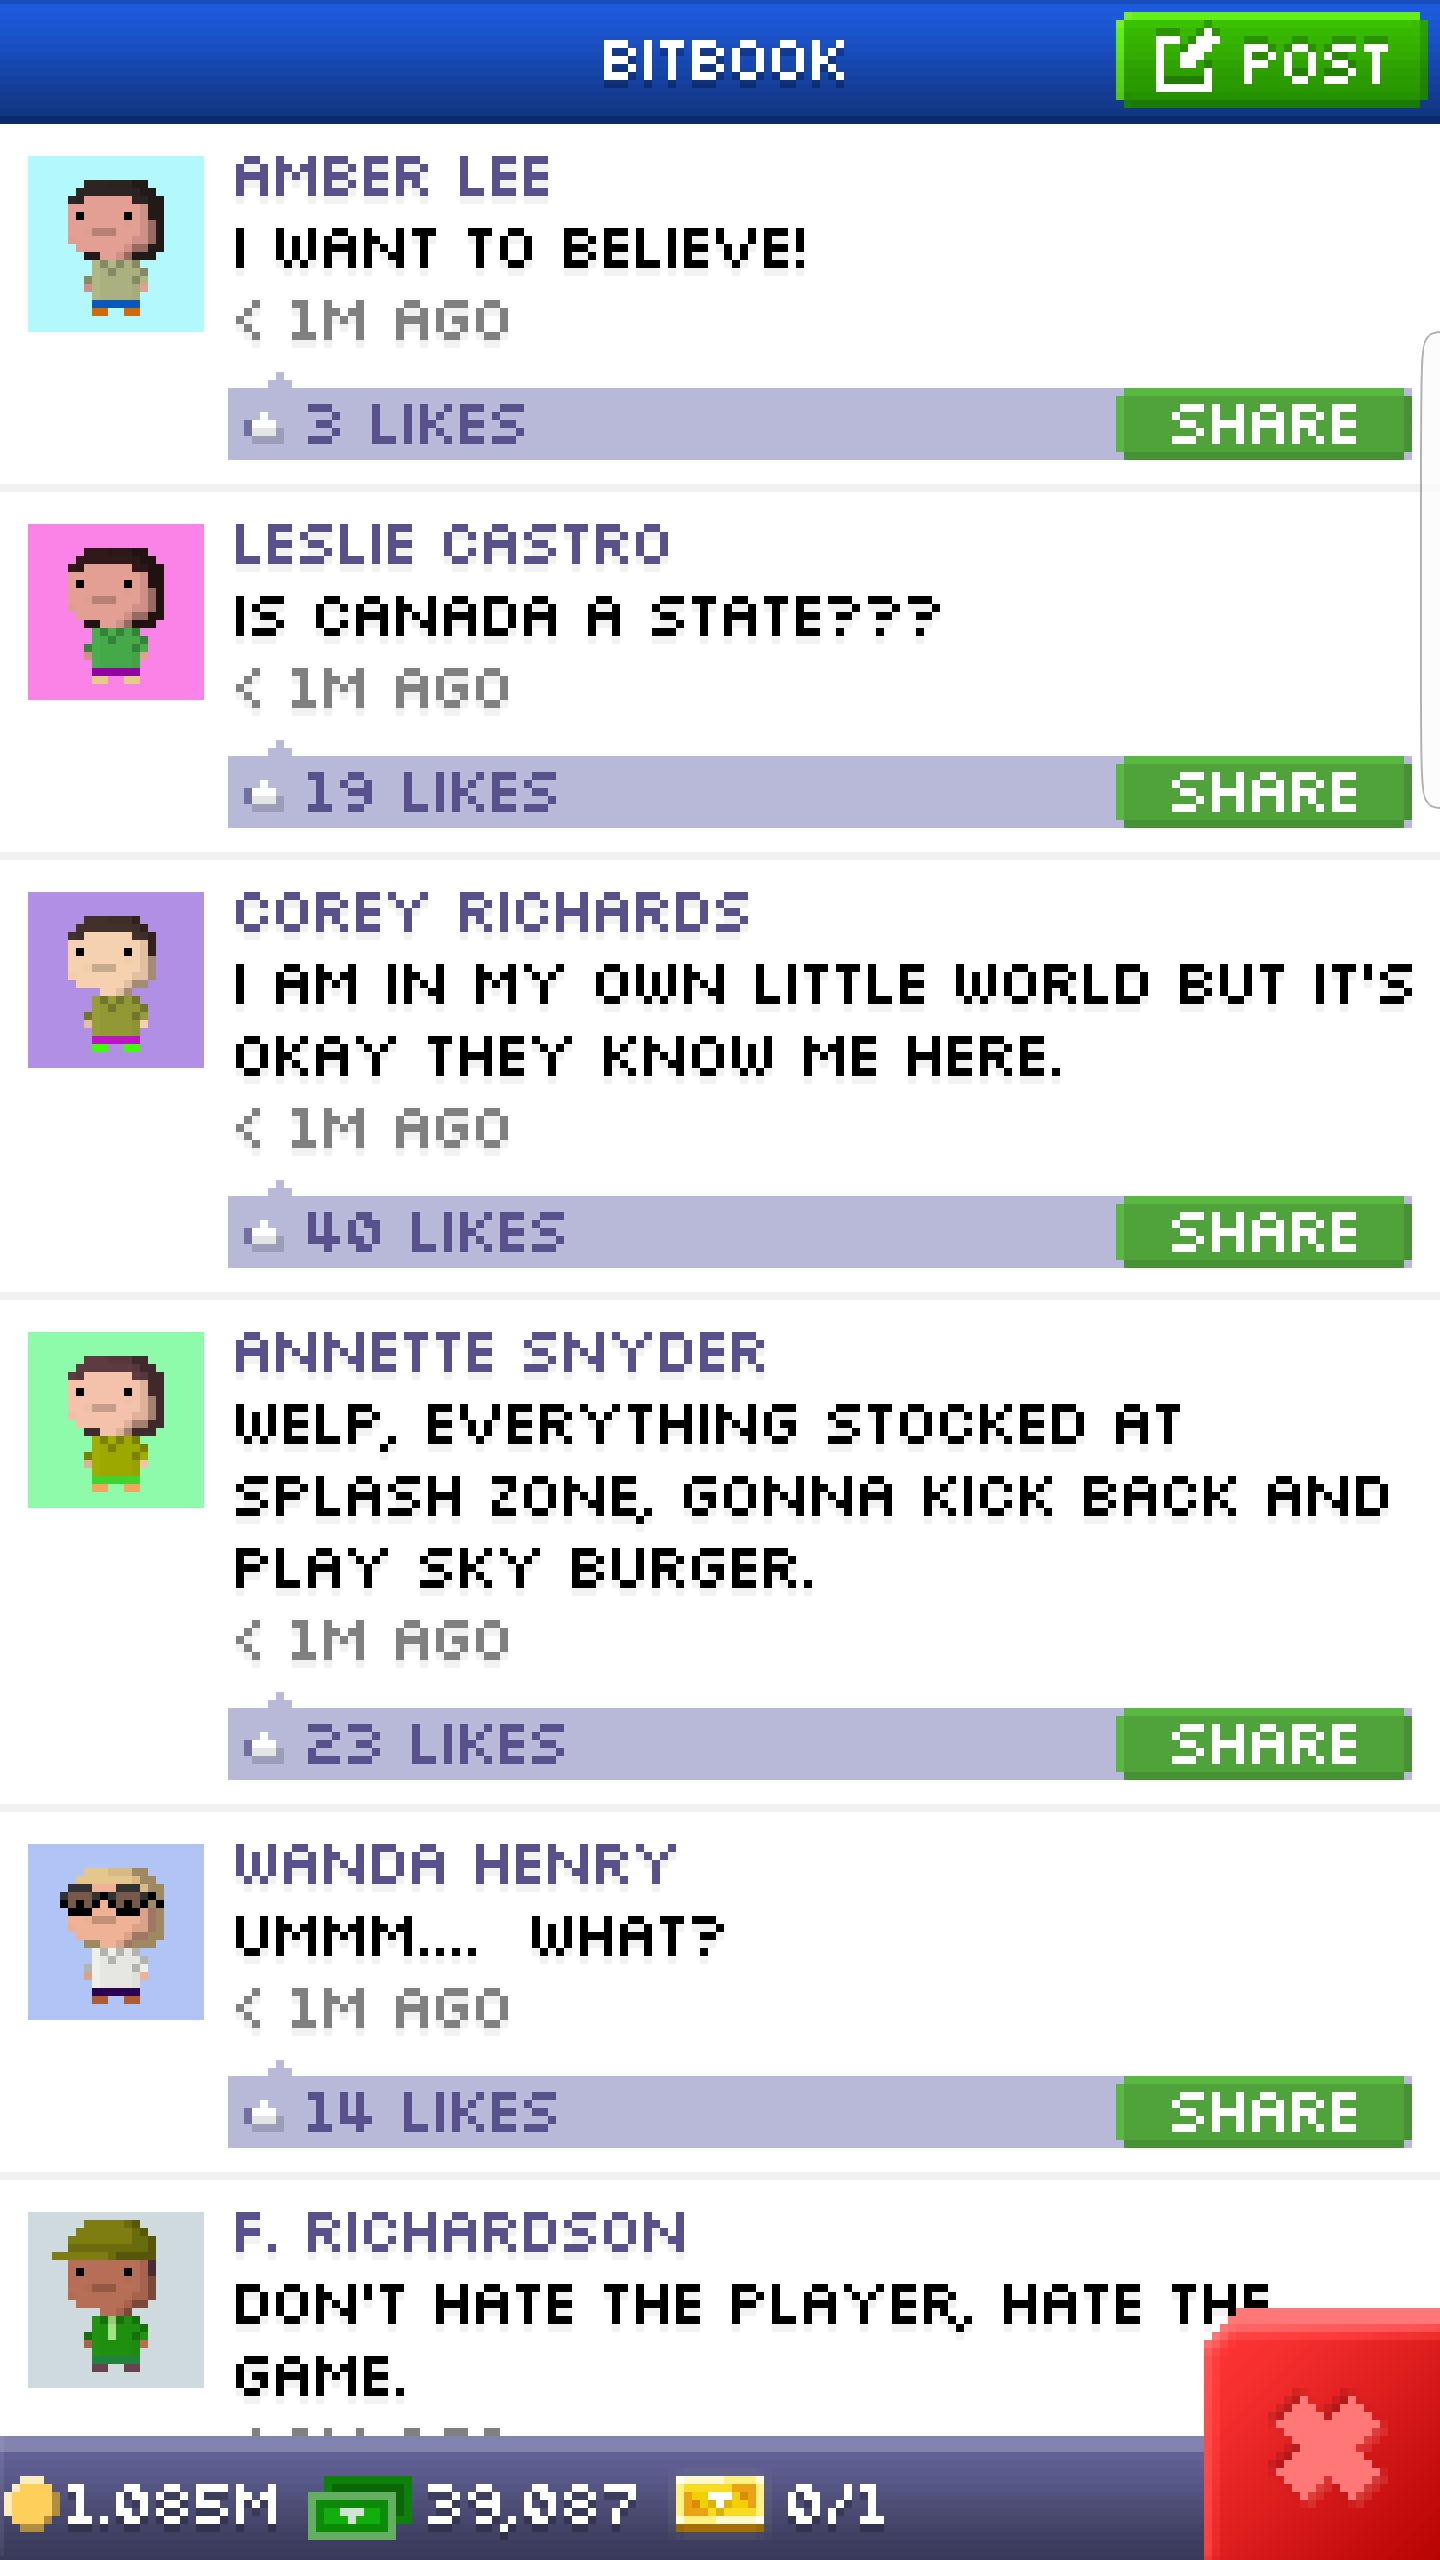 BITBOOK
POST
AMBER LEE
I WANT TO BELIEVE!
< 1M AGO
3 LIKES
SHARE
LESLIE CASTRO
IS CANADA A STATE???
< 1M AGO
19 LIKES
SHARE
COREY RICHARDS
I AM IN MY OWN LITTLE WORLD BUT IT'S
OKAY THEY KNOW ME HERE.
< 1M AGO
40 LIKES
SHARE
ANNETTE SNYDER
WELP, EVERYTHING STOCKED AT
SPLASH ZONE, GONNA KICK BACK AND
PLAY SKY BURGER.
< 1M AGO
23 LIKES
SHARE
WANDA HENRY
UMMM.... WHAT?
< 1M AGO
14 LIKES
SHARE
F. RICHARDSON
DON'T HATE THE PLAYER, HATE THE
GAME.
1.085M 39,087 0/1